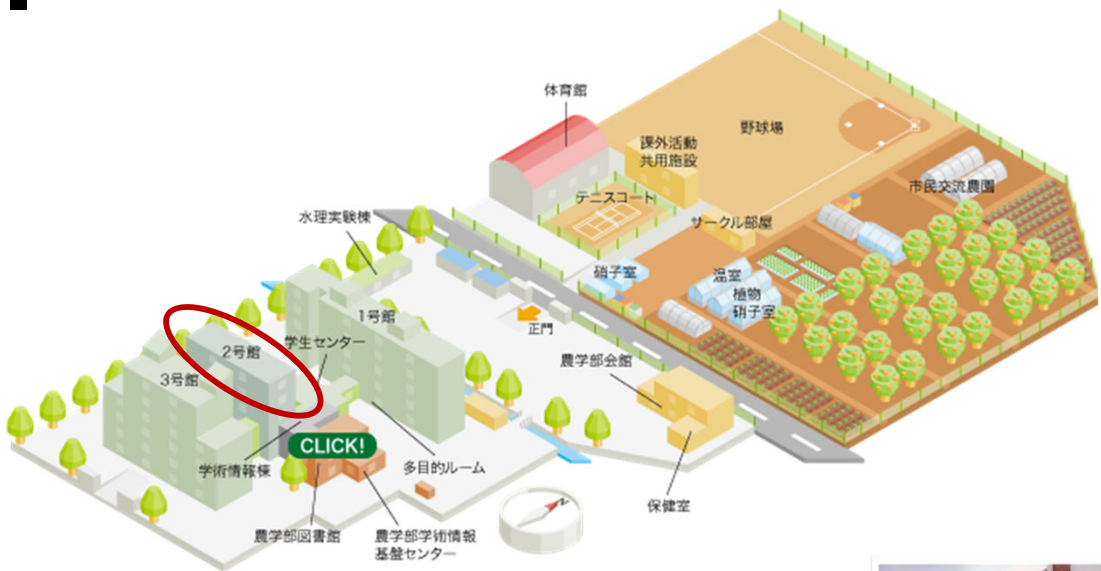 体育館
野球場
課外活動
共用施設
市民交流農園
テニスコート
水理実験棟
サークル部屋
硝子室
温室
植物
硝子室
1号館
正門
学生センター
2号館
農学部会館
3号館
CLICK!
学術情報棟
多目的ルーム
保健室
農学部図書館
農学部学術情報
基盤センター
N